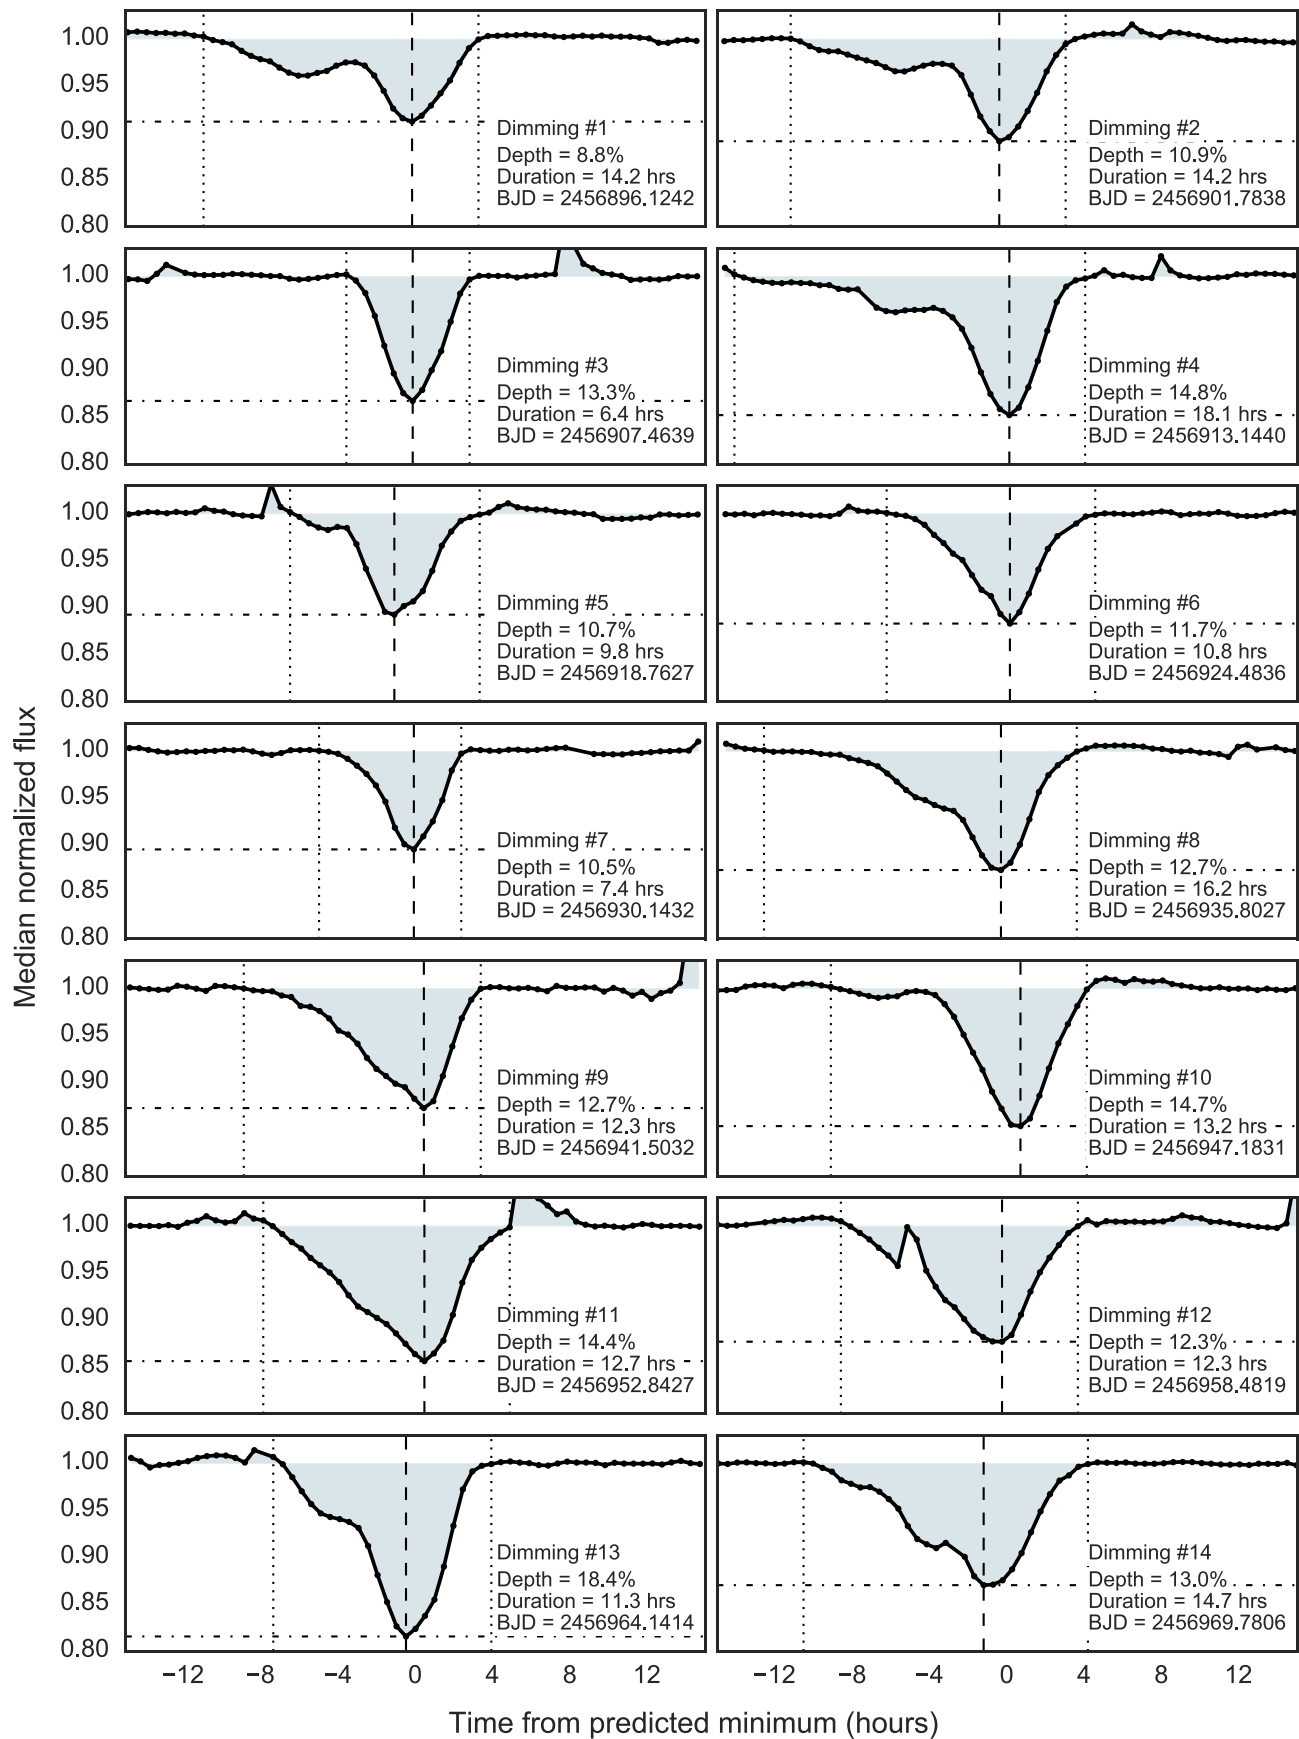 Median normalized flux
1.00
0.95
0.90
0.85
0.80
Dimming #1
Depth = 8.8%
Duration = 14.2 hrs
BJD = 2456896.1242
Dimming #2
Depth = 10.9%
Duration = 14.2 hrs
BJD = 2456901.7838
1.00
0.95
0.90
0.85
0.80
Dimming #3
Depth = 13.3%
Duration = 6.4 hrs
BJD = 2456907.4639
Dimming #4
Depth = 14.8%
Duration = 18.1 hrs
BJD = 2456913.1440
1.00
0.95
0.90
0.85
0.80
Dimming #5
Depth = 10.7%
Duration = 9.8 hrs
BJD = 2456918.7627
Dimming #6
Depth = 11.7%
Duration = 10.8 hrs
BJD = 2456924.4836
1.00
0.95
0.90
0.85
0.80
Dimming #7
Depth = 10.5%
Duration = 7.4 hrs
BJD = 2456930.1432
Dimming #8
Depth = 12.7%
Duration = 16.2 hrs
BJD = 2456935.8027
1.00
0.95
0.90
0.85
0.80
Dimming #9
Depth = 12.7%
Duration = 12.3 hrs
BJD = 2456941.5032
Dimming #10
Depth = 14.7%
Duration = 13.2 hrs
BJD = 2456947.1831
1.00
0.95
0.90
0.85
0.80
Dimming #11
Depth = 14.4%
Duration = 12.7 hrs
BJD = 2456952.8427
Dimming #12
Depth = 12.3%
Duration = 12.3 hrs
BJD = 2456958.4819
1.00
0.95
0.90
0.85
0.80
Dimming #13
Depth = 18.4%
Duration = 11.3 hrs
BJD = 2456964.1414
Dimming #14
Depth = 13.0%
Duration = 14.7 hrs
BJD = 2456969.7806
−12 −8 −4 0 4 8 12
−12 −8 −4 0 4 8 12
Time from predicted minimum (hours)